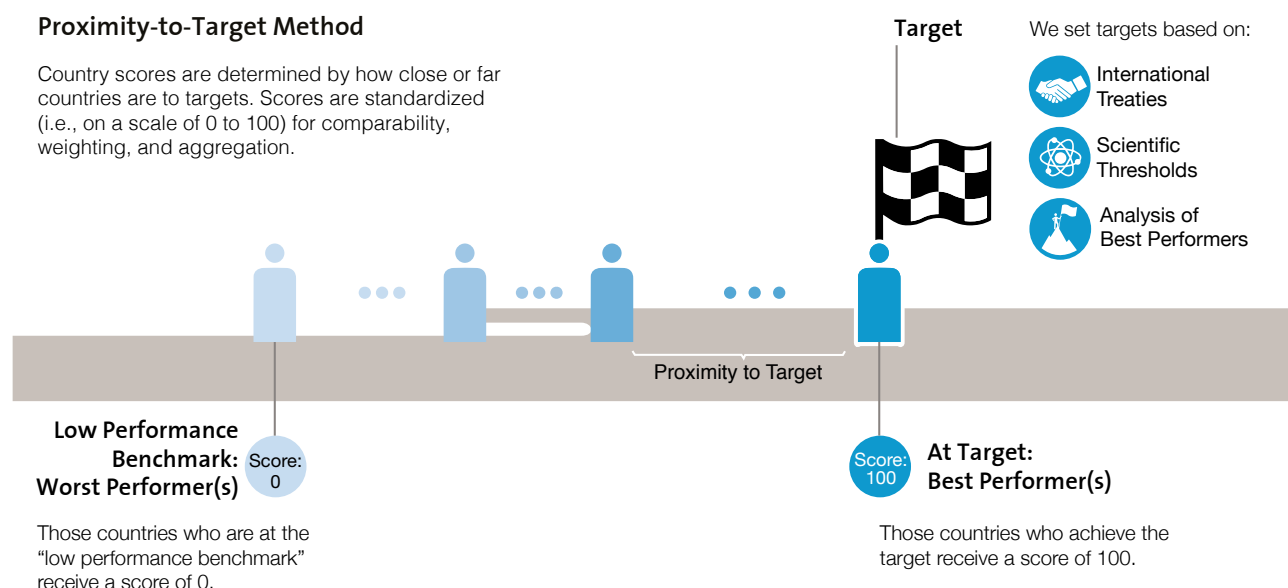 Proximity-to-Target Method
Country scores are determined by how close or far
countries are to targets. Scores are standardized
(i.e., on a scale of 0 to 100) for comparability,
weighting, and aggregation.
Target
We set targets based on:
International
Treaties
Scientific
Thresholds
Analysis of
Best Performers
Proximity to Target
Low Performance
Benchmark:
Worst Performer(s)
Score:
0
Those countries who are at the
“low performance benchmark”
receive a score of 0.
Score:
100
At Target:
Best Performer(s)
Those countries who achieve the
target receive a score of 100.